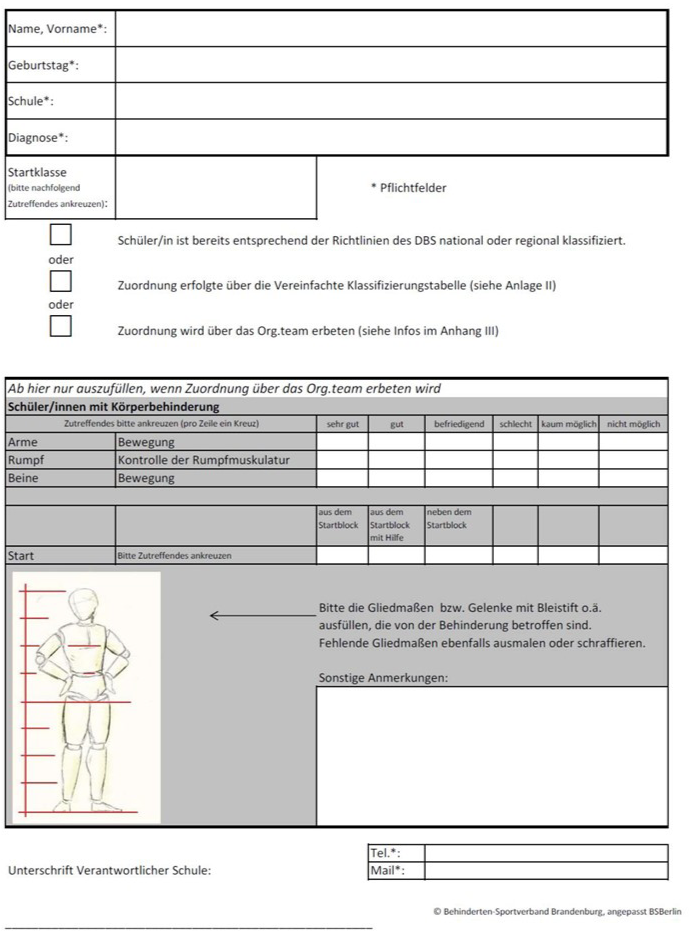 Name, Vorname*:
Geburtstag*:
Schule*:
Diagnose*:
Startklasse
(bitte nachfolgend
Zutreffendes ankreuzen):
* Pflichtfelder
Schüler/in ist bereits entsprechend der Richtlinien des DBS national oder regional klassifiziert.
oder
Zuordnung erfolgte über die Vereinfachte Klassifizierungstabelle (siehe Anlage II)
oder
Zuordnung wird über das Org.team erbeten (siehe Infos im Anhang III)
Ab hier nur auszufüllen, wenn Zuordnung über das Org.team erbeten wird
Schüler/innen mit Körperbehinderung
Zutreffendes bitte ankreuzen (pro Zeile ein Kreuz) sehr gut gut befriedigend schlecht kaum möglich nicht möglich
Arme Bewegung
Rumpf Kontrolle der Rumpfmuskulatur
Beine Bewegung
aus dem aus dem neben dem
Startblock Startblock Startblock
mit Hilfe
Start Bitte Zutreffendes ankreuzen
Bitte die Gliedmaßen bzw. Gelenke mit Bleistift o.ä.
ausfüllen, die von der Behinderung betroffen sind.
Fehlende Gliedmaßen ebenfalls ausmalen oder schraffieren.
Sonstige Anmerkungen:
Tel.*:
Mail*:
Unterschrift Verantwortlicher Schule:
© Behinderten-Sportverband Brandenburg, angepasst BSBerlin